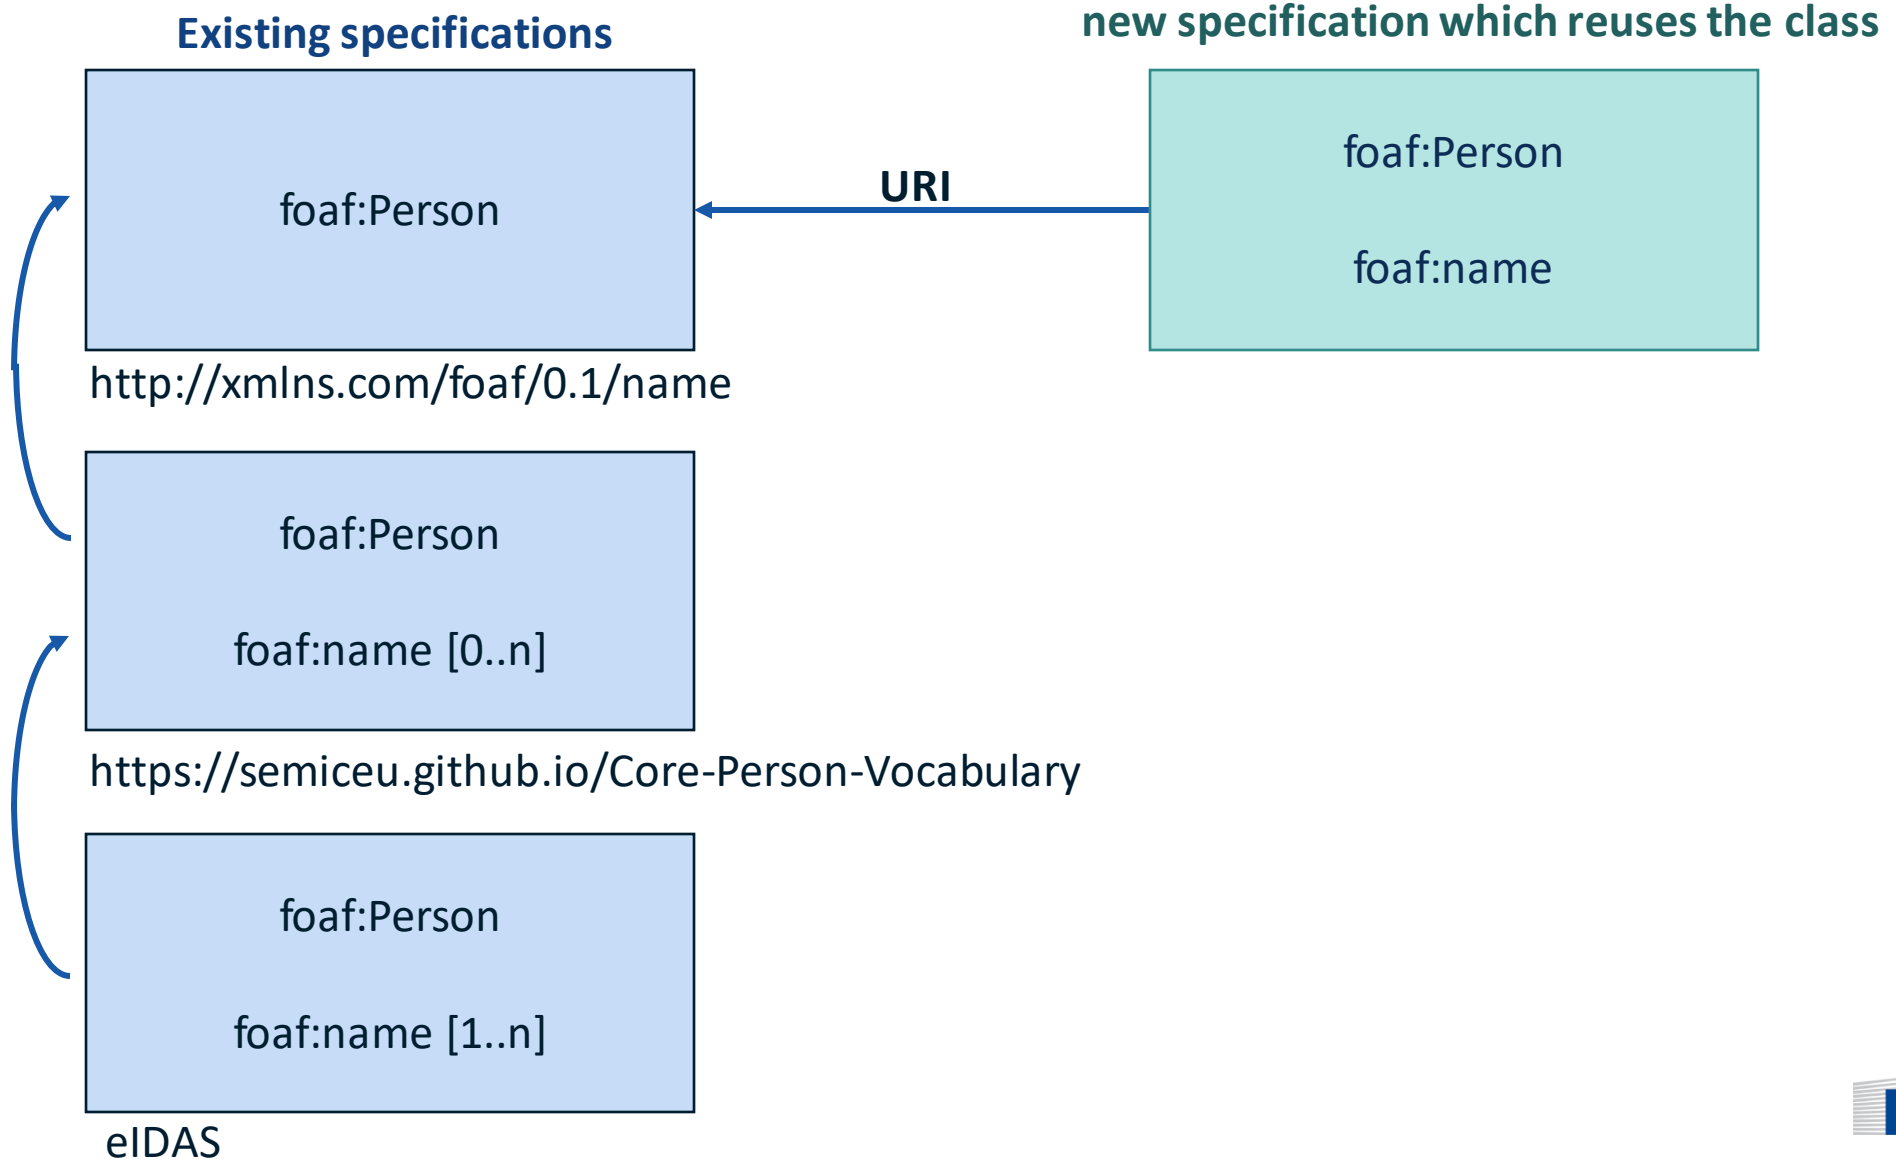 Existing specifications
new specification which reuses the class
foaf:Person
URI
foaf:Person
foaf:name
http://xmlns.com/foaf/0.1/name
foaf:Person
foaf:name [0..n]
https://semiceu.github.io/Core-Person-Vocabulary
foaf:Person
foaf:name [1..n]
eIDAS